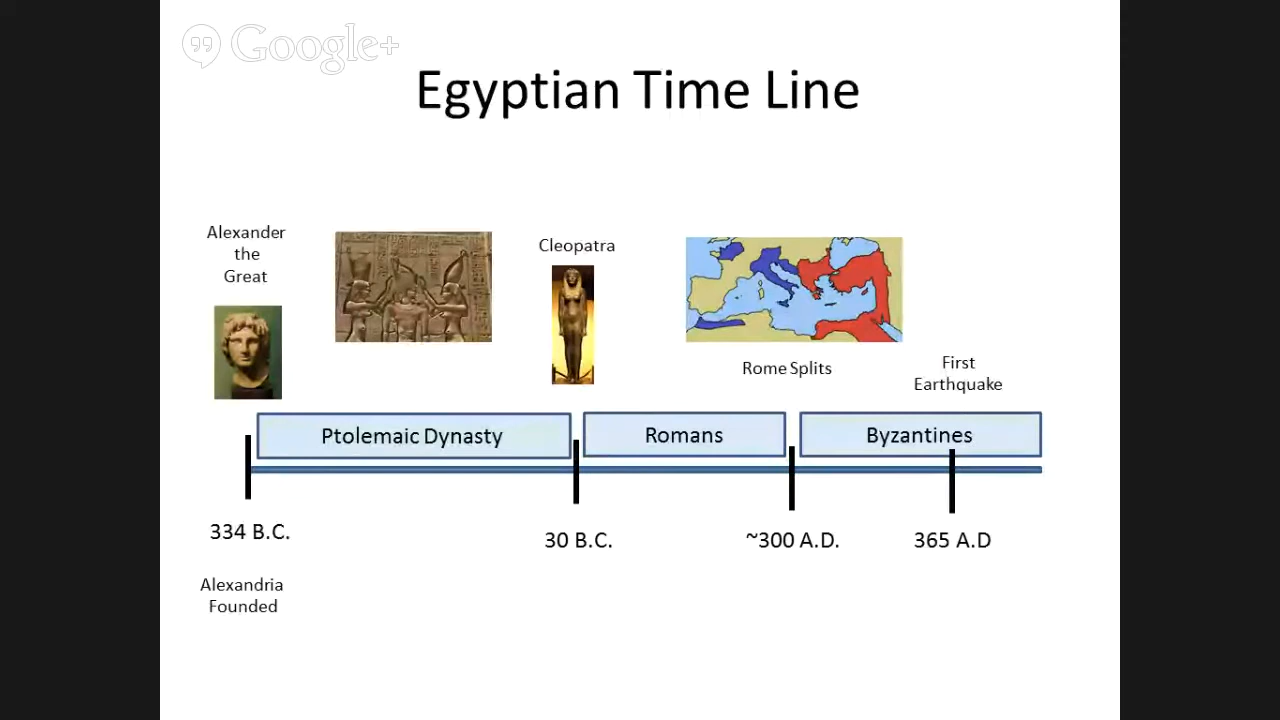 Google+
Egyptian Time Line
Alexander
the
Great
Cleopatra
Rome Splits
First
Earthquake
Ptolemaic Dynasty
Romans
Byzantines
334 B.C.
30 B.C.
~300 A.D.
365 A.D
Alexandria
Founded